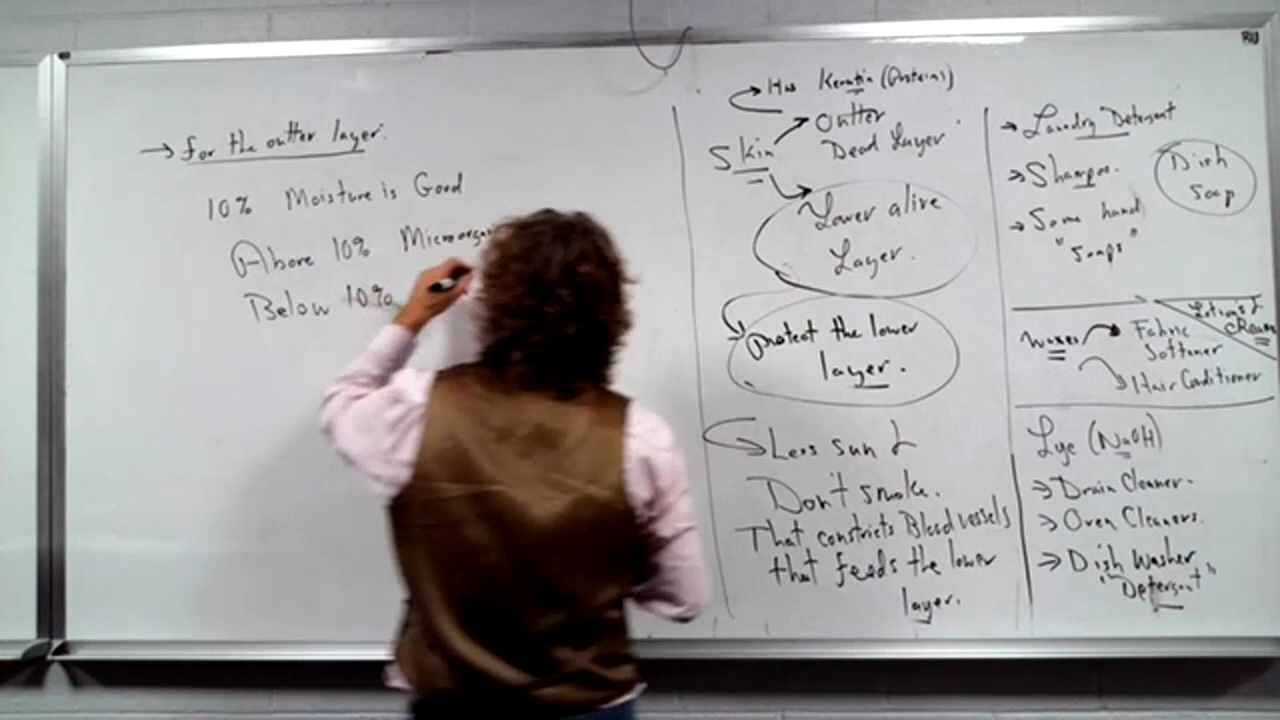 → for the outter layer.
10% Moisture is Good
Above 10% Microorgan
Below 10%
→ Has Keratin (Proteins)
Skin → Outter
Dead Layer
Lower alive
Layer.
Protect the lower
layer.
→ Less sun &
Don't smoke.
That constricts Blood vessels
that feeds the lower
layer.
→ Laundry Detergent
→ Shampoo.
→ Some hand
"soaps"
Dish
Soap
Waxes → Fabric
Softener
→ Hair Conditioner
Lotions &
CReams
Lye (NaOH)
→ Drain Cleaner.
→ Oven Cleaners.
→ Dish Washer
"Detergent"